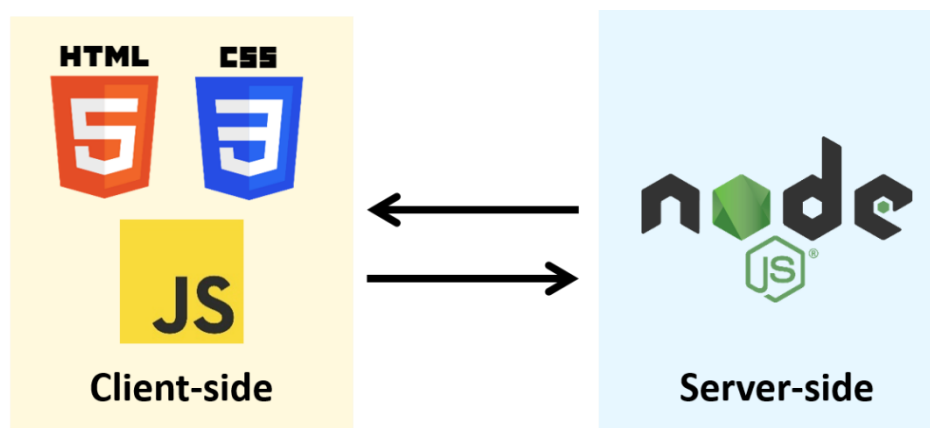 HTML
CSS
5
3
JS
Client-side
node
JS®
Server-side